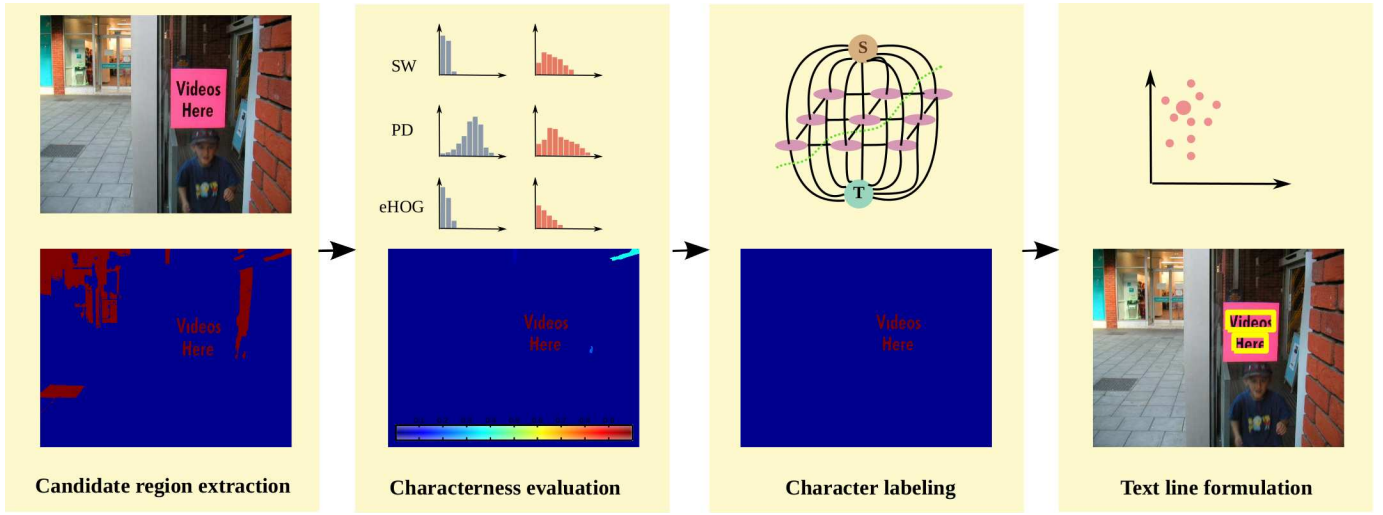 Videos
Here
Videos
Here
SW
PD
eHOG
Videos
Here
S
T
Videos
Here
Videos
Here
Candidate region extraction
Characterness evaluation
Character labeling
Text line formulation